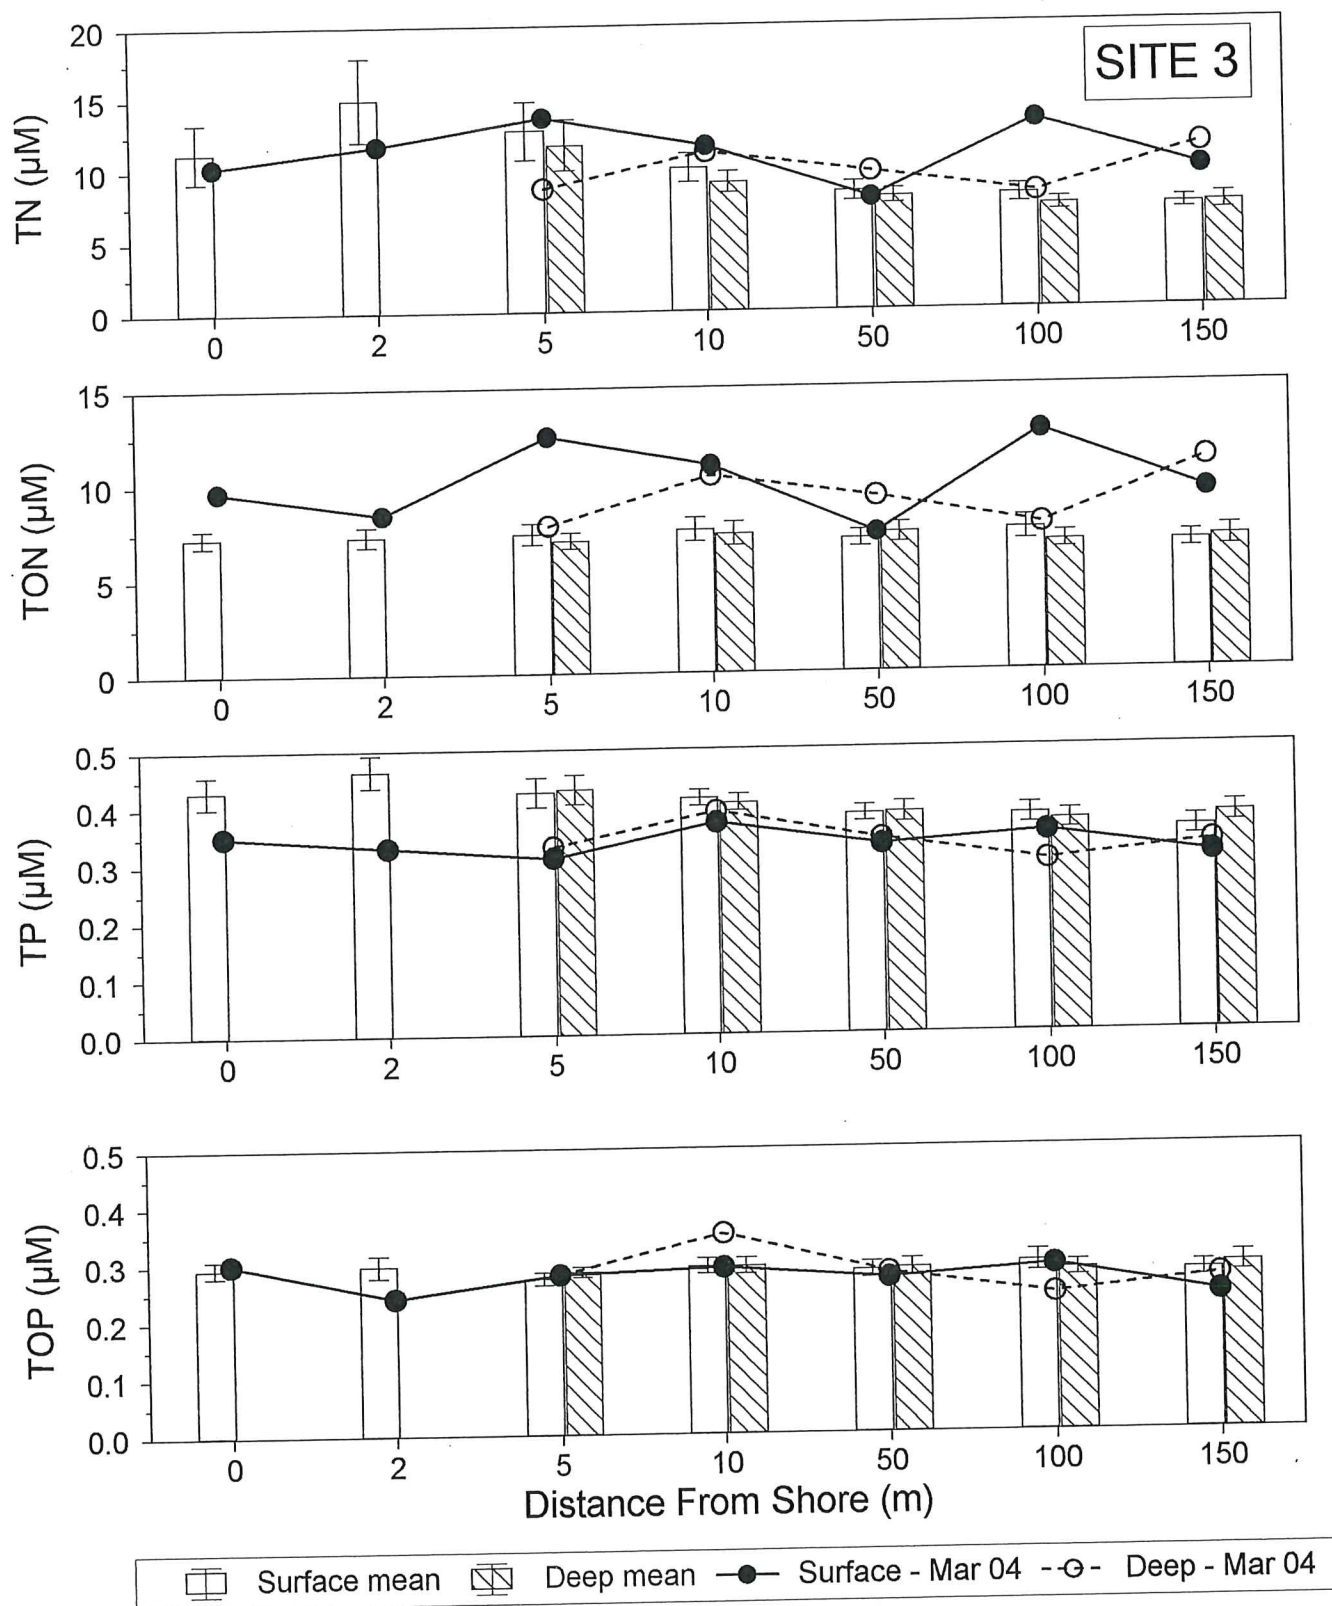 SITE 3
TN (µM)
20
15
10
5
0
0 2 5 10 50 100 150
TON (µM)
15
10
5
0
0 2 5 10 50 100 150
TP (µM)
0.5
0.4
0.3
0.2
0.1
0.0
0 2 5 10 50 100 150
TOP (µM)
0.5
0.4
0.3
0.2
0.1
0.0
0 2 5 10 50 100 150
Distance From Shore (m)
Surface mean Deep mean Surface - Mar 04 Deep - Mar 04